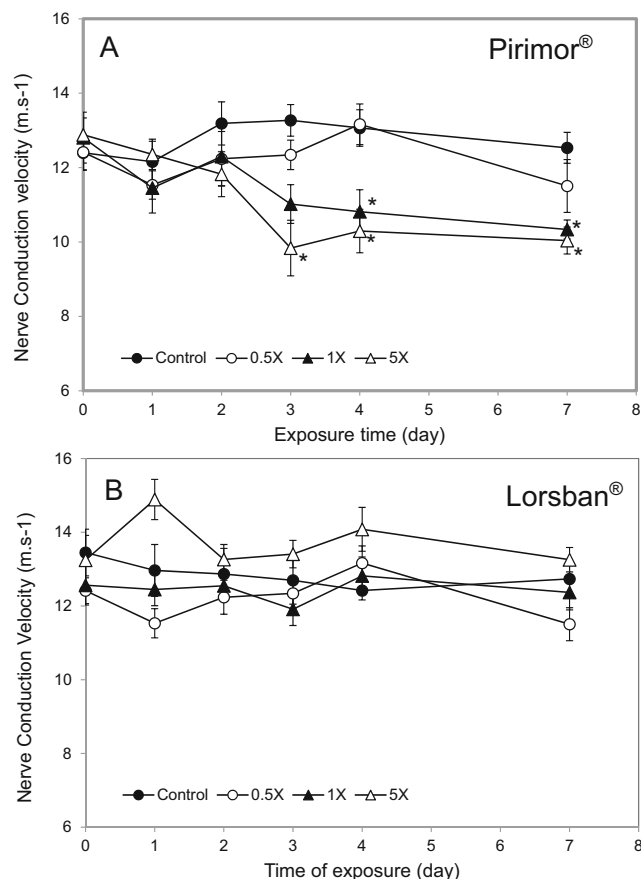 16
14
12
10
8
6
Nerve Conduction velocity (m.s-1)
A
Pirimor®
*
*
*
*
*
Control
0.5X
1X
5X
0
1
2
3
4
5
6
7
8
Exposure time (day)
16
14
12
10
8
6
Nerve Conduction Velocity (m.s-1)
B
Lorsban®
Control
0.5X
1X
5X
0
1
2
3
4
5
6
7
8
Time of exposure (day)